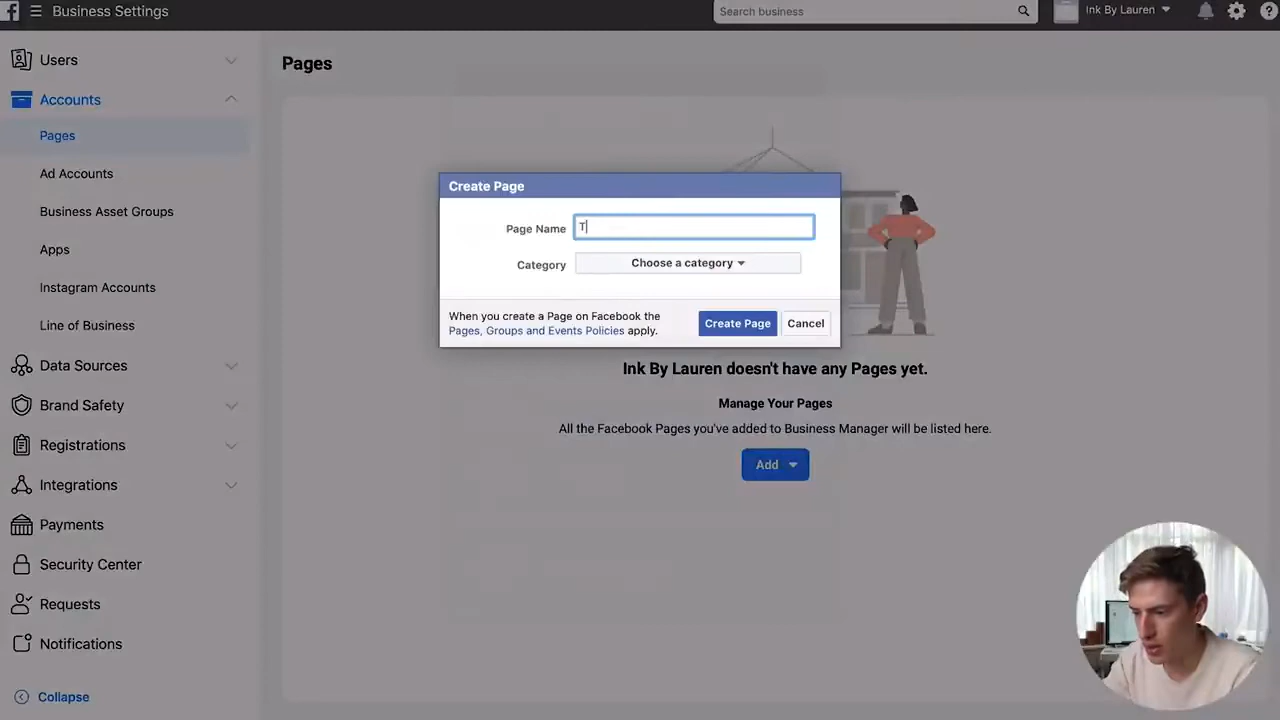 Business Settings
Search business
Ink By Lauren
Users
Accounts
Pages
Ad Accounts
Business Asset Groups
Apps
Instagram Accounts
Line of Business
Data Sources
Brand Safety
Registrations
Integrations
Payments
Security Center
Requests
Notifications
Collapse
Pages
Create Page
Page Name T
Category Choose a category
When you create a Page on Facebook the
Pages, Groups and Events Policies apply.
Create Page Cancel
Ink By Lauren doesn't have any Pages yet.
Manage Your Pages
All the Facebook Pages you've added to Business Manager will be listed here.
Add